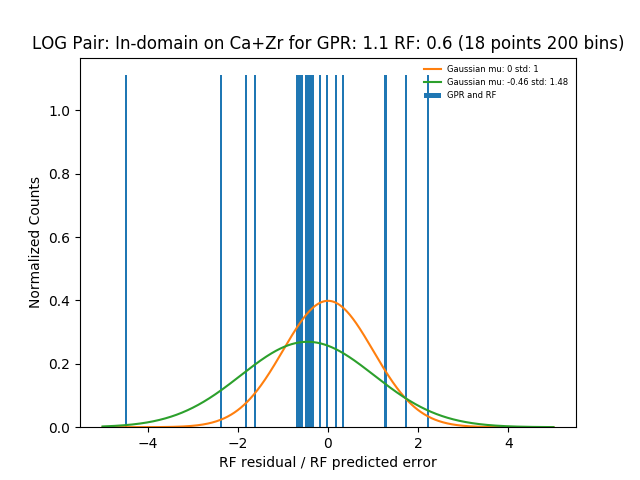 LOG Pair: In-domain on Ca+Zr for GPR: 1.1 RF: 0.6 (18 points 200 bins)
Gaussian mu: 0 std: 1
Gaussian mu: -0.46 std: 1.48
GPR and RF
Normalized Counts
1.0
0.8
0.6
0.4
0.2
0.0
−4 −2 0 2 4
RF residual / RF predicted error